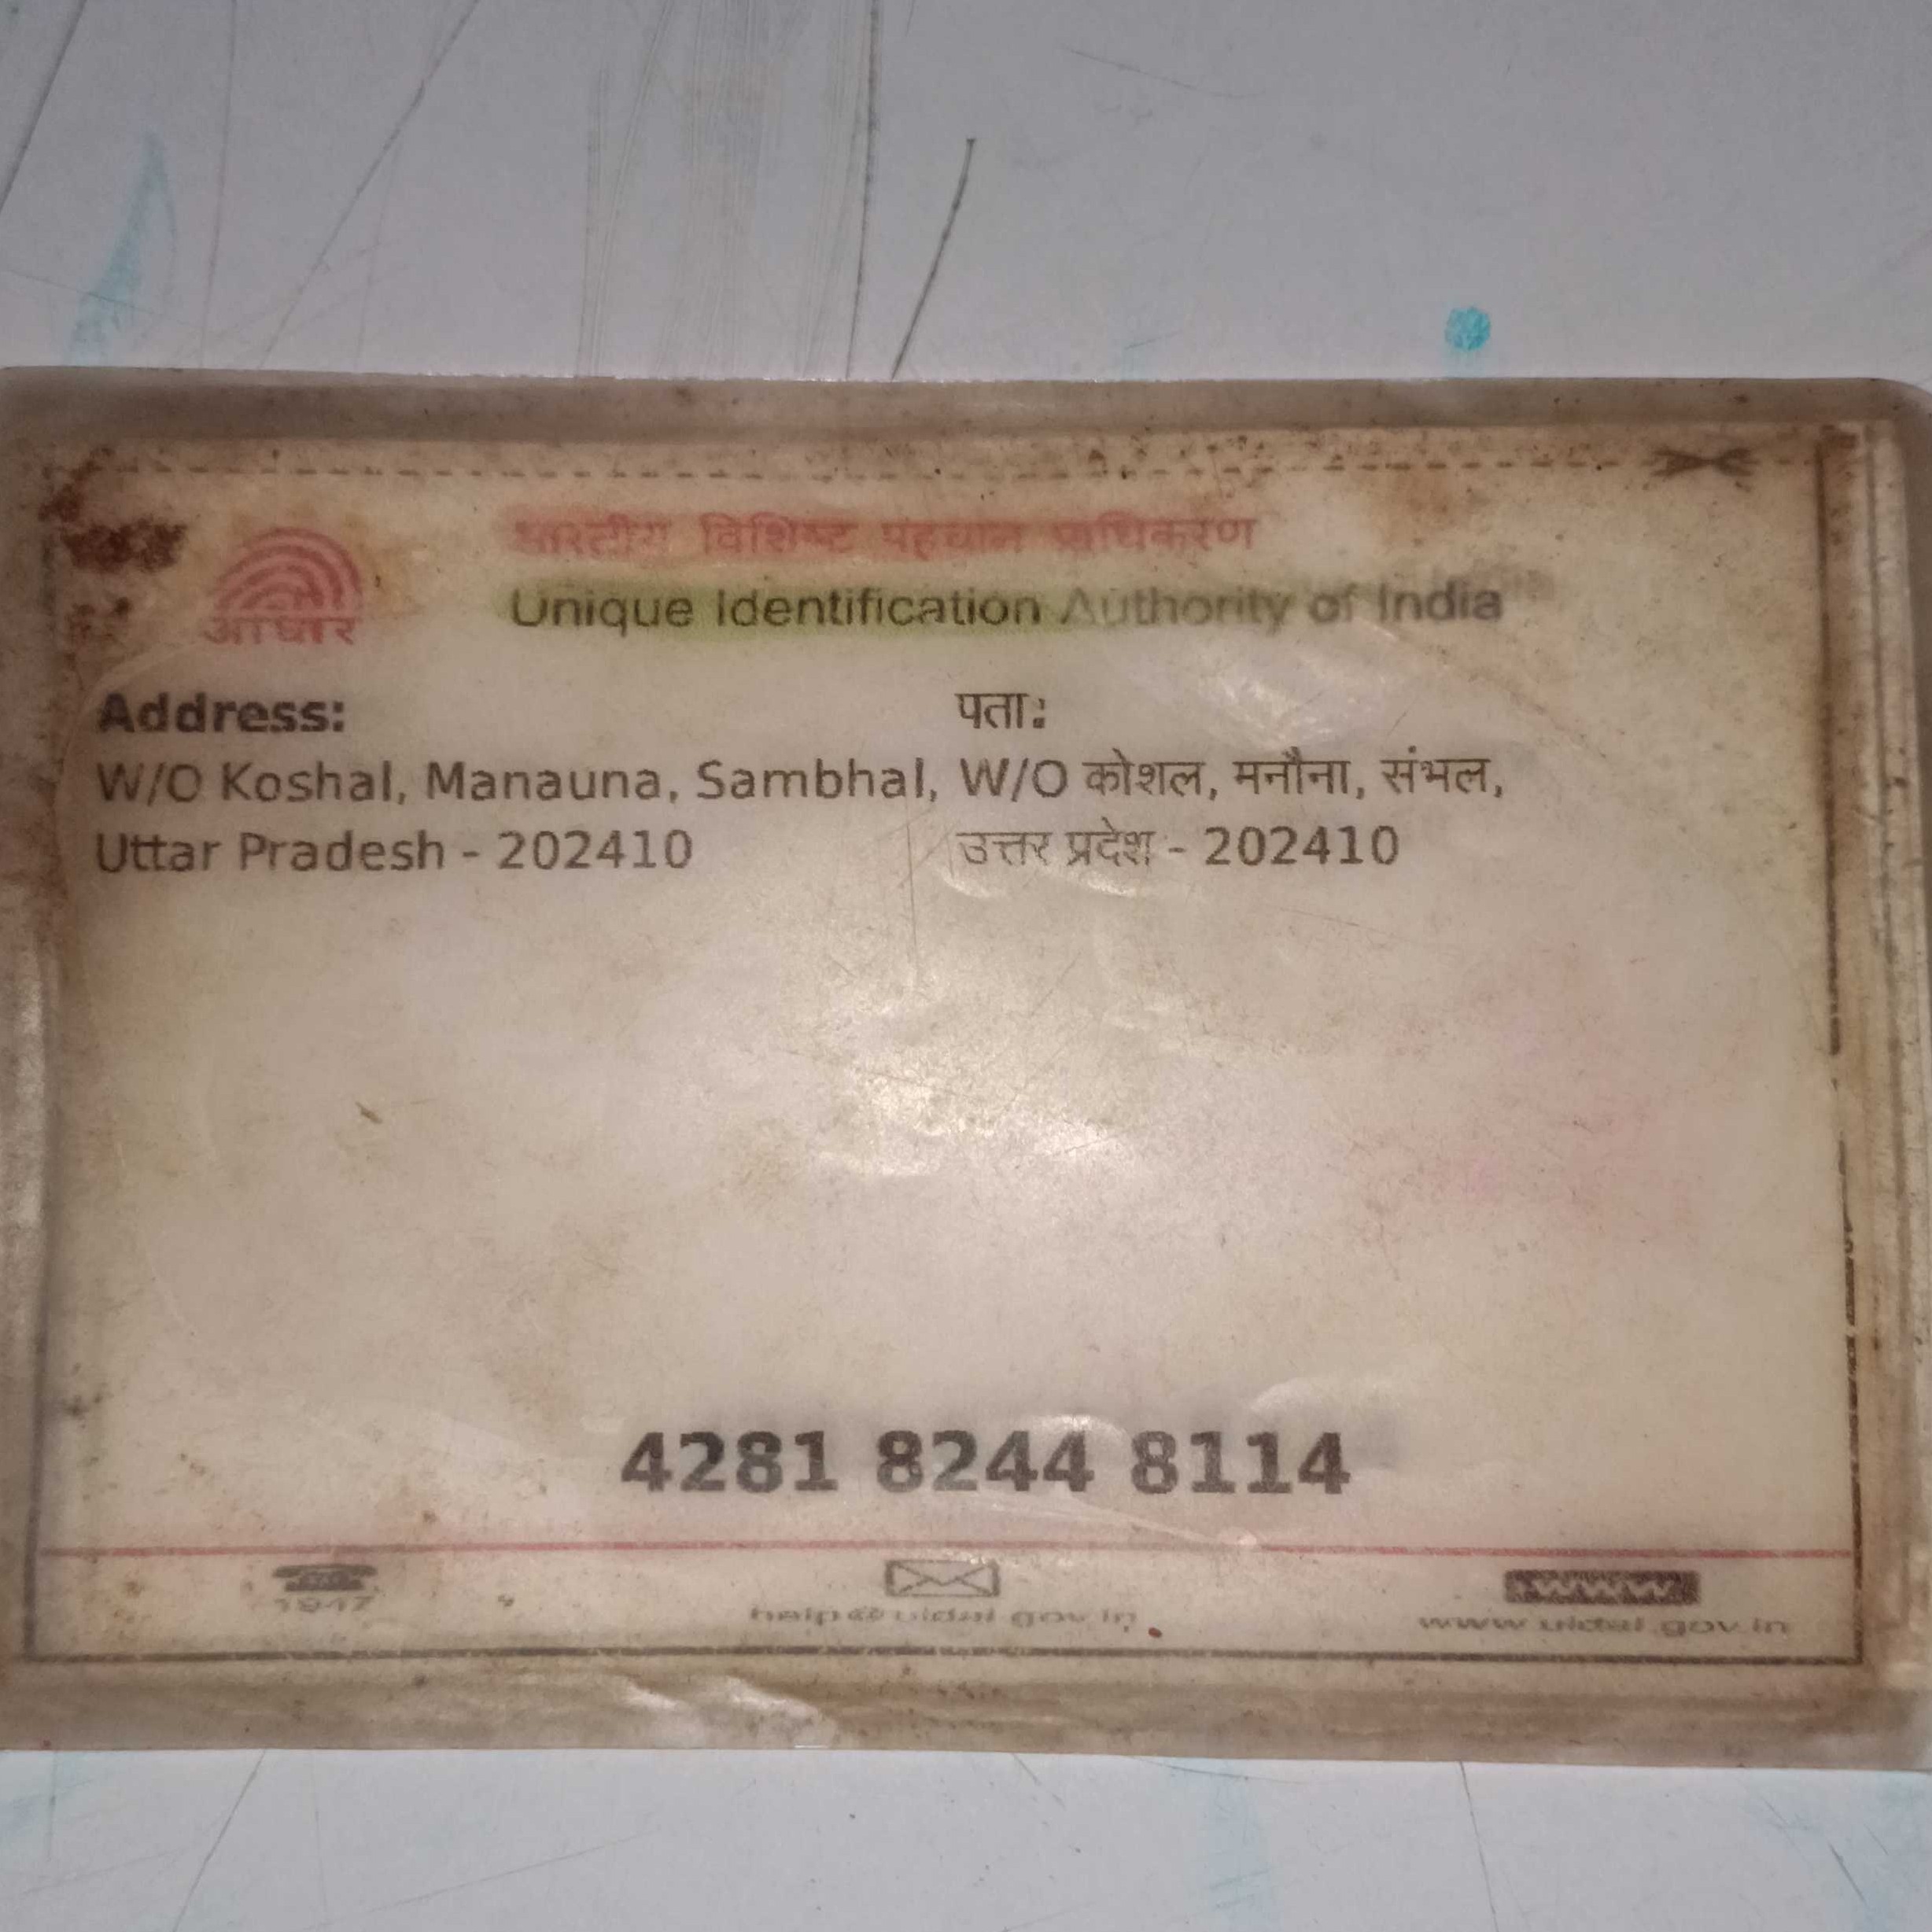 भारतीय विशिष्ट पहचान प्राधिकरण
Unique Identification Authority of India
आधार
Address:
W/O Koshal, Manauna, Sambhal,
Uttar Pradesh - 202410
पता:
W/O कोशल, मनौना, संभल,
उत्तर प्रदेश - 202410
4281 8244 8114
1947
help@uidai.gov.in
www
www.uidai.gov.in